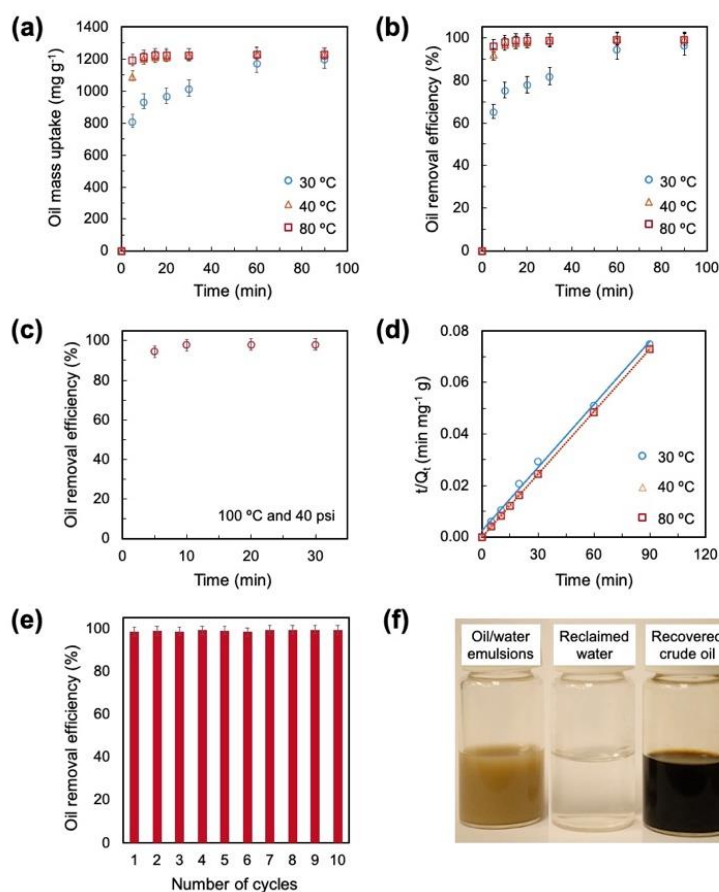 (a)
Oil mass uptake (mg g⁻¹)
1400
1200
1000
800
600
400
200
0
30 ºC
40 ºC
80 ºC
0 20 40 60 80 100
Time (min)
(b)
Oil removal efficiency (%)
100
80
60
40
20
0
30 ºC
40 ºC
80 ºC
0 20 40 60 80 100
Time (min)
(c)
Oil removal efficiency (%)
100
80
60
40
20
0
100 ºC and 40 psi
10 20 30
Time (min)
(d)
t/Qₜ (min mg⁻¹ g)
0.08
0.06
0.04
0.02
0.00
30 ºC
40 ºC
80 ºC
0 30 60 90 120
Time (min)
(e)
Oil removal efficiency (%)
100
80
60
40
20
0
1 2 3 4 5 6 7 8 9 10
Number of cycles
(f)
Oil/water
emulsions
Reclaimed
water
Recovered
crude oil